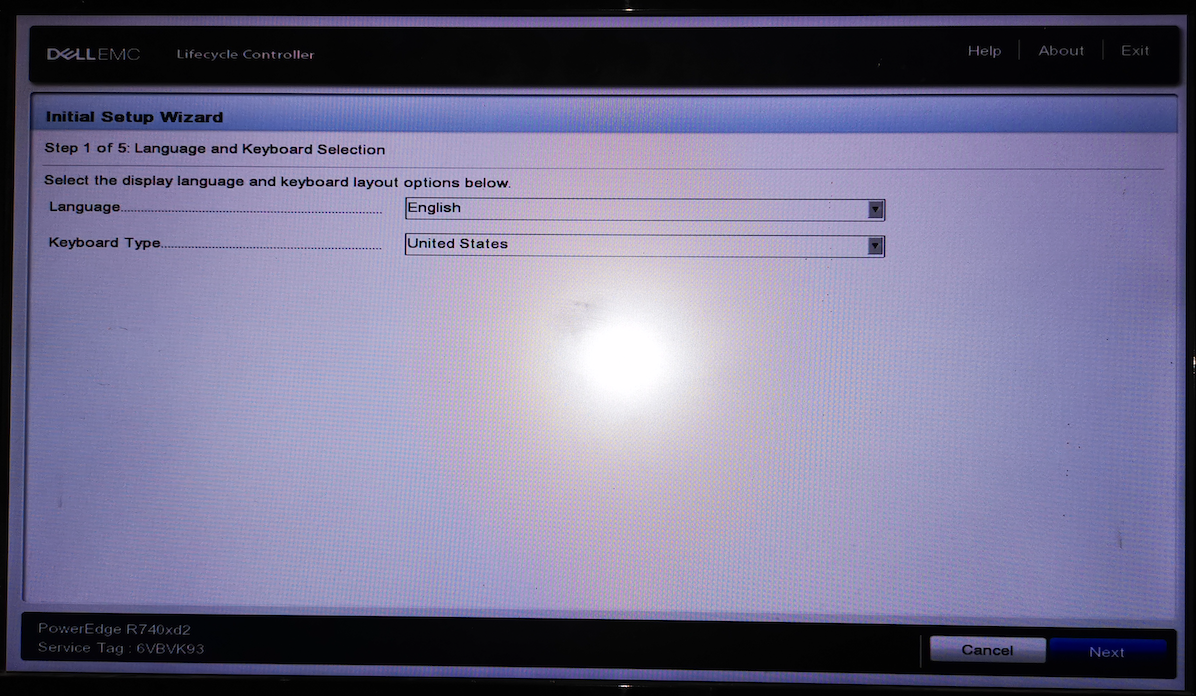 DELLEMC Lifecycle Controller Help About Exit
Initial Setup Wizard
Step 1 of 5: Language and Keyboard Selection
Select the display language and keyboard layout options below.
Language.......................................................................... English
Keyboard Type.............................................................. United States
PowerEdge R740xd2
Service Tag : 6VBVK93
Cancel Next